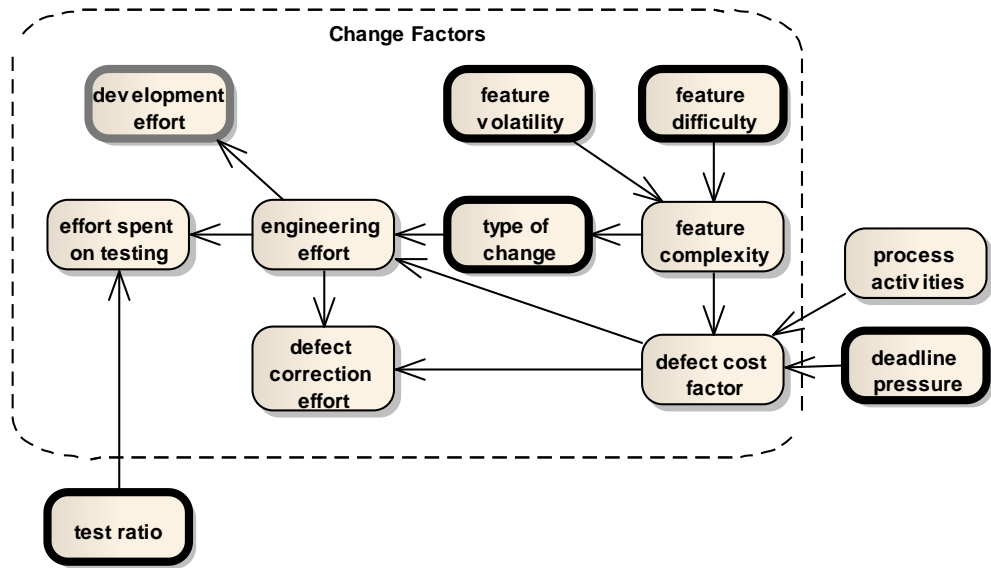 Change Factors
development
effort
feature
volatility
feature
difficulty
effort spent
on testing
engineering
effort
type of
change
feature
complexity
process
activities
defect
correction
effort
defect cost
factor
deadline
pressure
test ratio